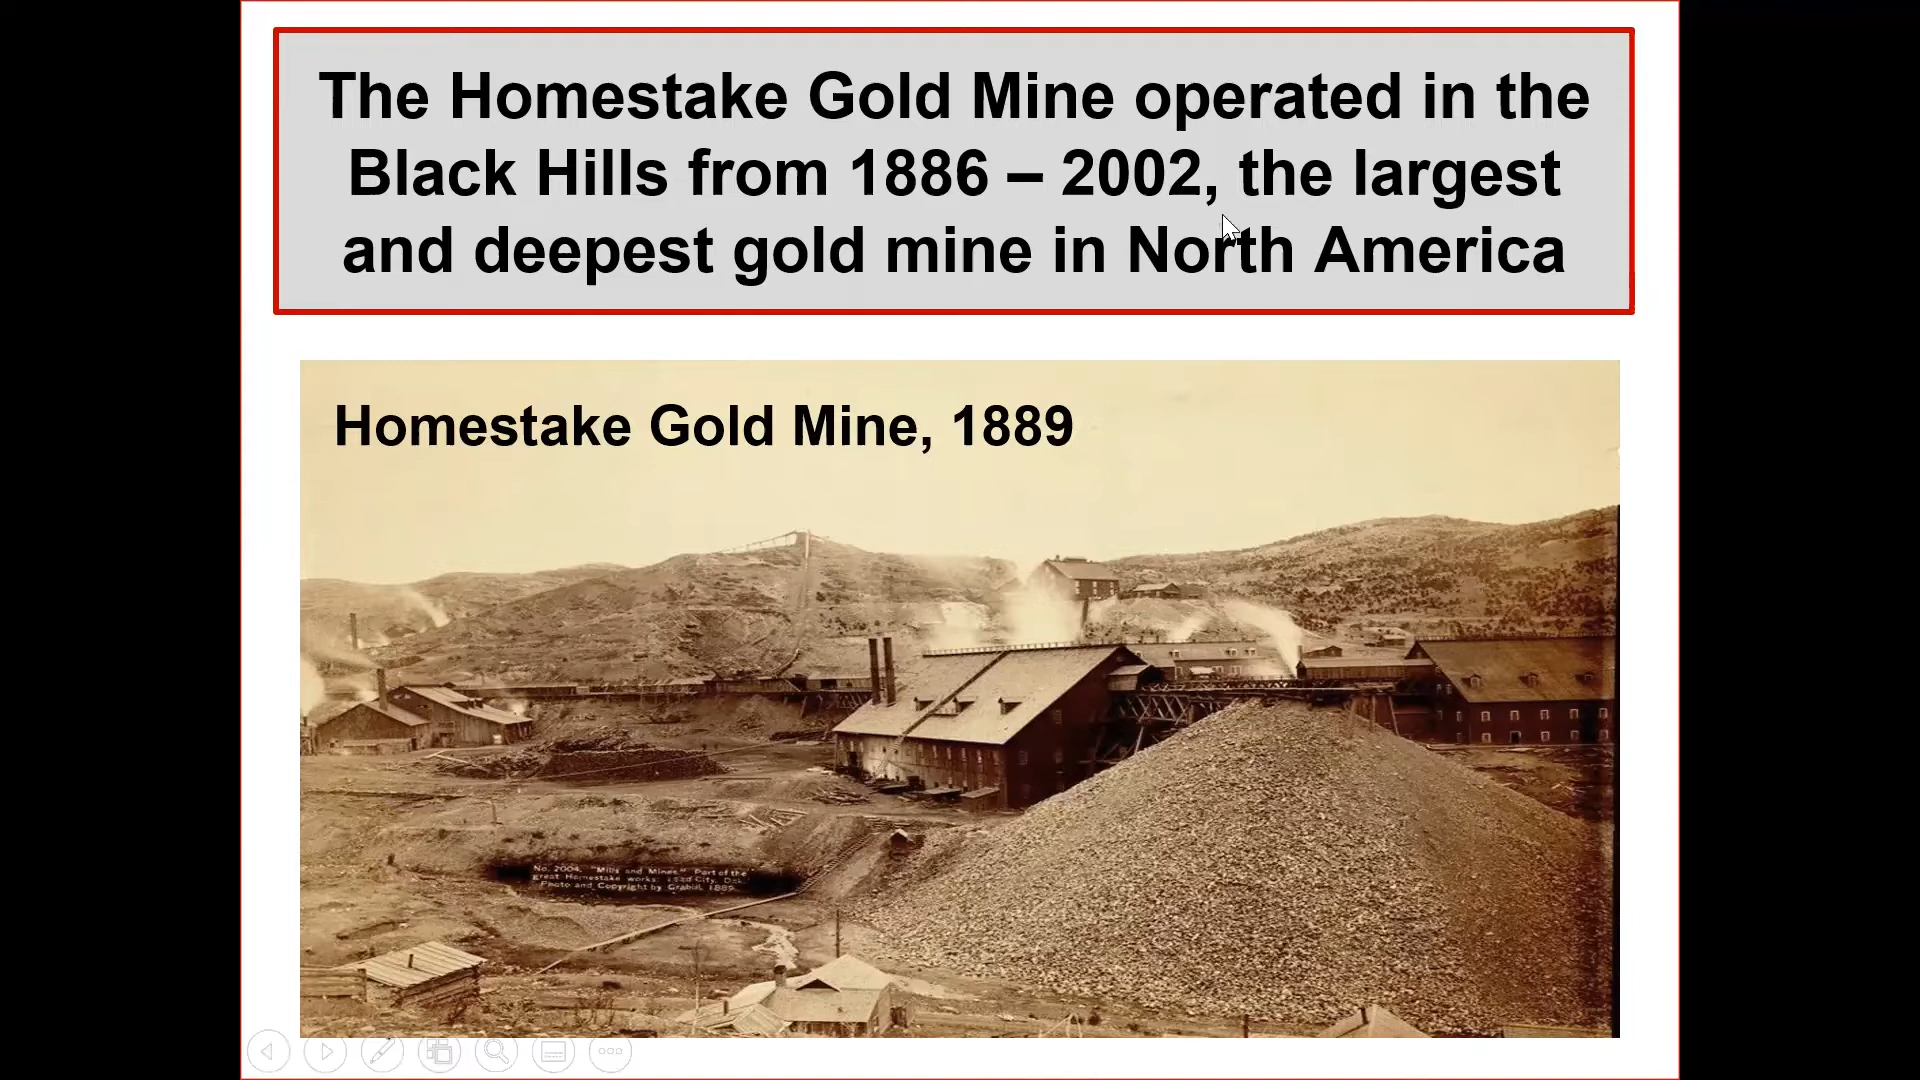 The Homestake Gold Mine operated in the
Black Hills from 1886 – 2002, the largest
and deepest gold mine in North America
Homestake Gold Mine, 1889
No. 2004. "Mills and Mines" Part of the
great Homestake works; Lead City, Dak.
Photo and Copyright by Grabill, 1889.